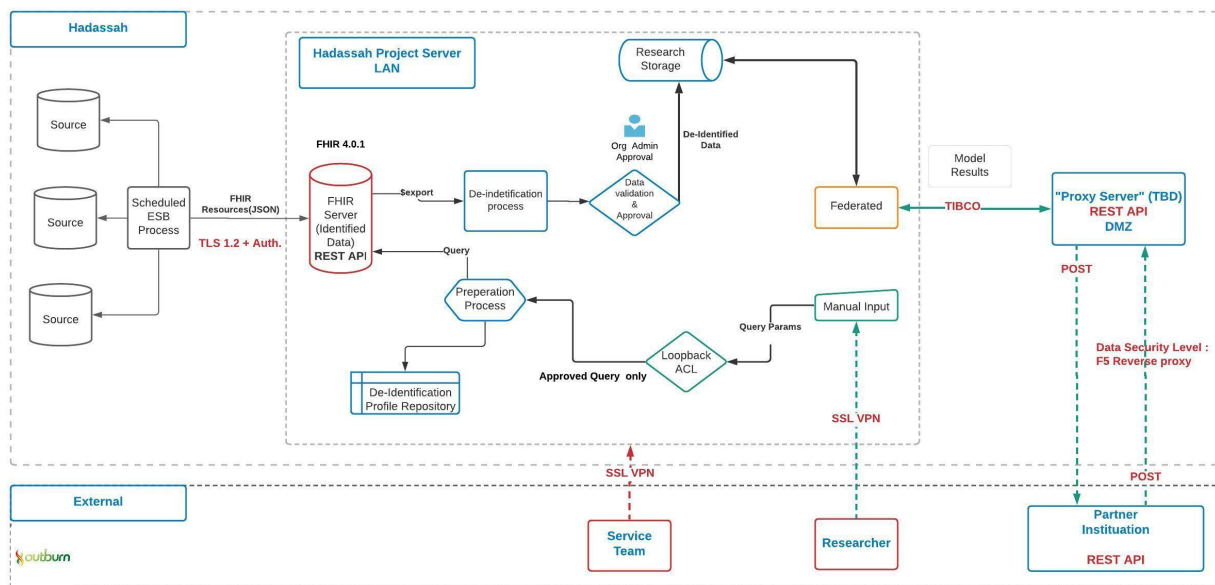 Hadassah
Hadassah Project Server
LAN
Research
Storage
Source
Source
Source
Scheduled
ESB
Process
FHIR
Resources(JSON)
TLS 1.2 + Auth.
FHIR 4.0.1
FHIR
Server
(Identified
Data)
REST API
$export
De-indetification
process
Org Admin
Approval
Data
validation
&
Approval
De-Identified
Data
Federated
Model
Results
TIBCO
"Proxy Server" (TBD)
REST API
DMZ
Query
Preperation
Process
De-Identification
Profile Repository
Approved Query only
Loopback
ACL
Query Params
Manual Input
POST
Data Security Level :
F5 Reverse proxy
SSL VPN
SSL VPN
POST
External
outburn
Service
Team
Researcher
Partner
Instituation
REST API